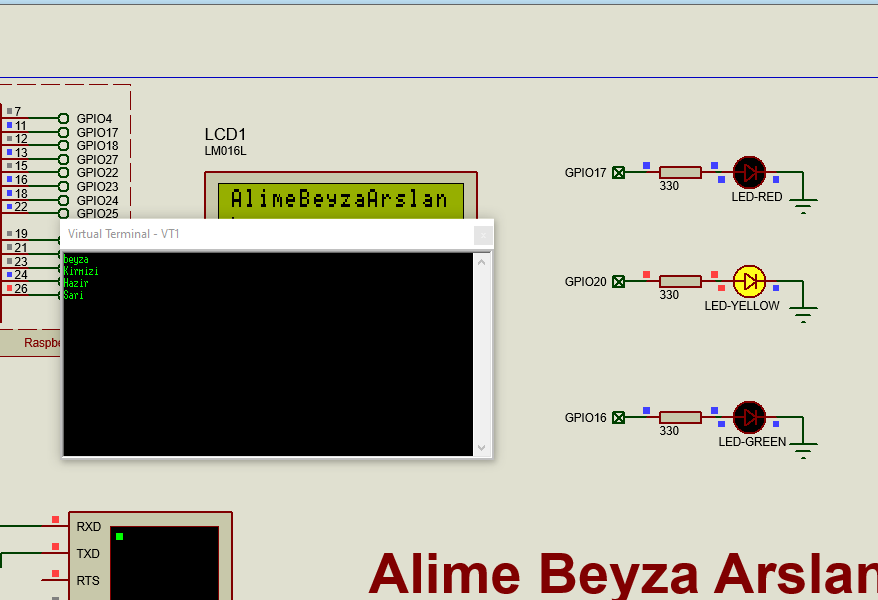 7
GPIO4
11
GPIO17
12
GPIO18
13
GPIO27
15
GPIO22
16
GPIO23
18
GPIO24
22
GPIO25
19
21
23
24
26
LCD1
LM016L
AlimeBeyzaArslan
Virtual Terminal - VT1
beyza
Kirmizi
Hazir
Sari
GPIO17
330
LED-RED
GPIO20
330
LED-YELLOW
GPIO16
330
LED-GREEN
Raspbe
RXD
TXD
RTS
Alime Beyza Arslan